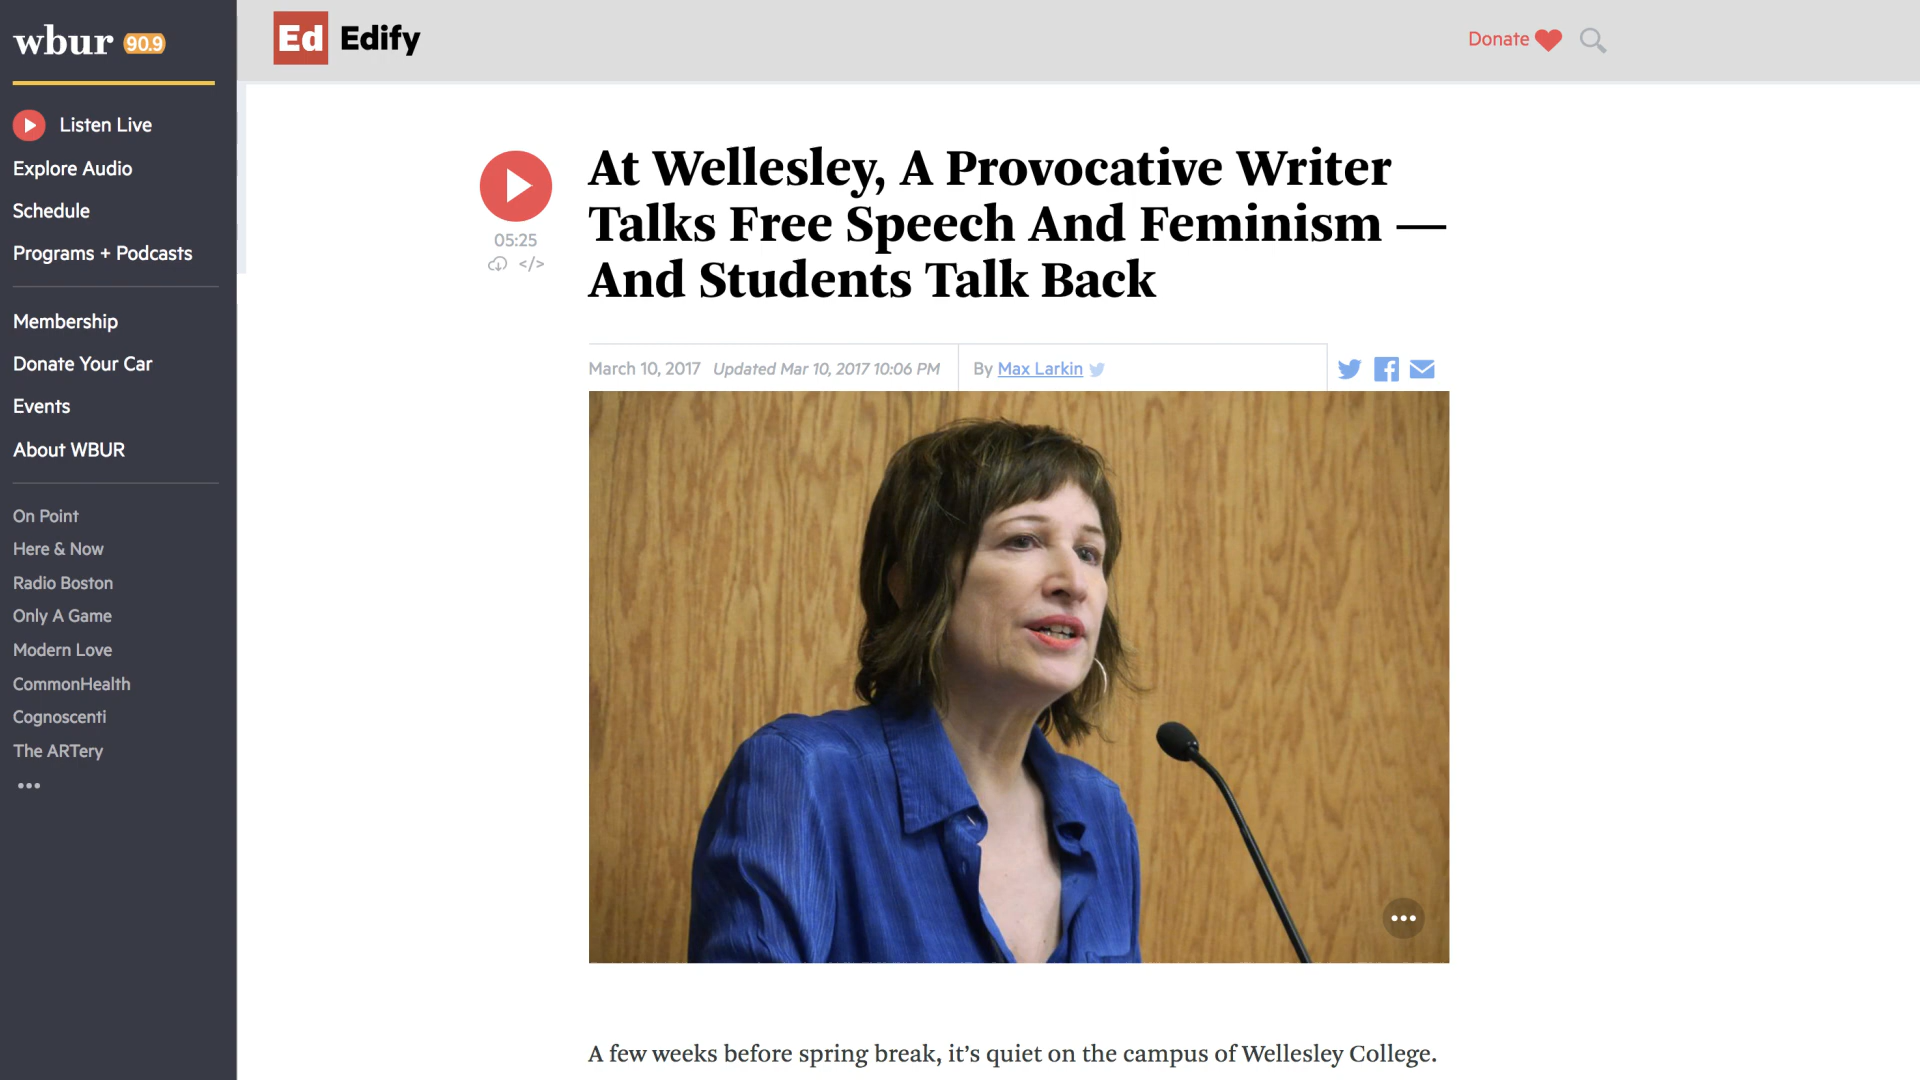 wbur 90.9
Listen Live
Explore Audio
Schedule
Programs + Podcasts
Membership
Donate Your Car
Events
About WBUR
On Point
Here & Now
Radio Boston
Only A Game
Modern Love
CommonHealth
Cognoscenti
The ARTery
Ed Edify
Donate
05:25
</>
At Wellesley, A Provocative Writer
Talks Free Speech And Feminism —
And Students Talk Back
March 10, 2017 Updated Mar 10, 2017 10:06 PM
By Max Larkin
A few weeks before spring break, it’s quiet on the campus of Wellesley College.